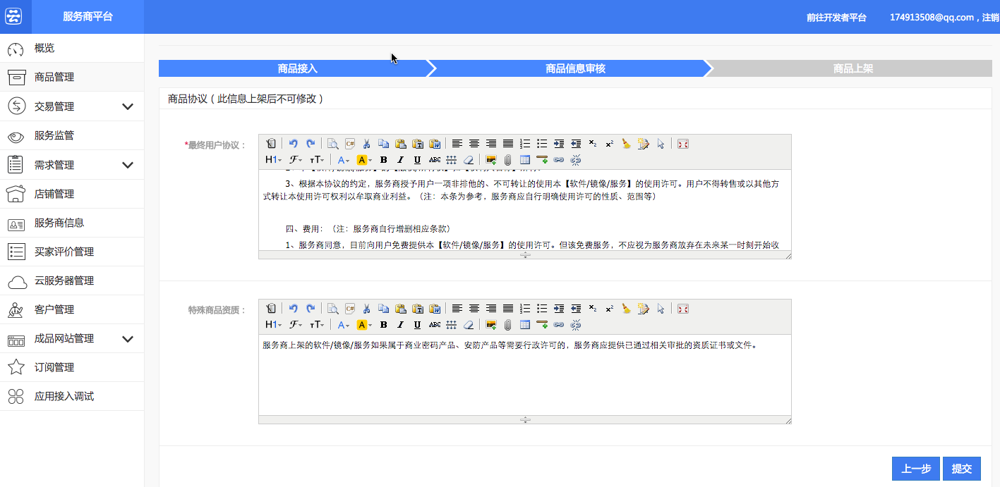 服务商平台
前往开发者平台
174913508@qq.com，注销
概览
商品管理
交易管理
服务监管
需求管理
店铺管理
服务商信息
买家评价管理
云服务器管理
客户管理
成品网站管理
订阅管理
应用接入调试
商品接入
商品信息审核
商品上架
商品协议（此信息上架后不可修改）
*最终用户协议：
3、根据本协议的约定，服务商授予用户一项非排他的、不可转让的使用本【软件/镜像/服务】的使用许可。用户不得转售或以其他方
式转让本使用许可权利以牟取商业利益。（注：本条为参考，服务商应自行明确使用许可的性质、范围等）
四、费用：（注：服务商自行增删相应条款）
1、服务商同意，目前向用户免费提供本【软件/镜像/服务】的使用许可。但该免费服务，不应视为服务商放弃在未来某一时刻开始收
特殊商品资质：
服务商上架的软件/镜像/服务如果属于商业密码产品、安防产品等需要行政许可的，服务商应提供已通过相关审批的资质证书或文件。
上一步
提交